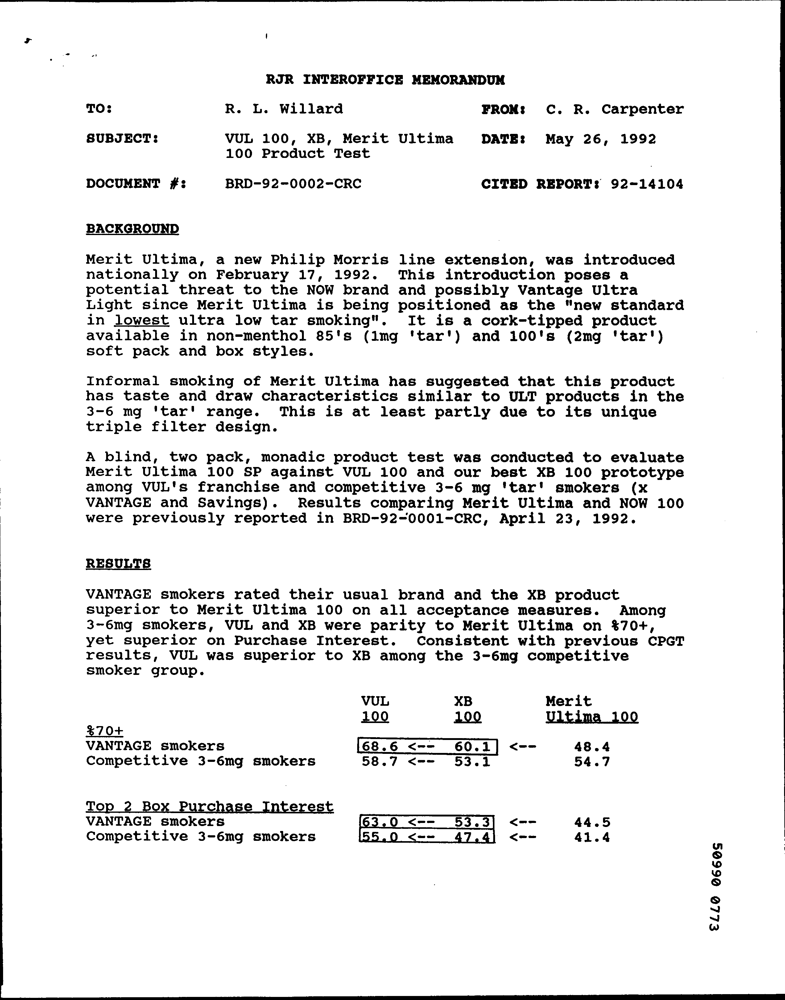 RJR INTEROFFICE MEMORANDUM
TO: R. L. Willard FROM: C. R. Carpenter
SUBJECT: VUL 100, XB, Merit Ultima DATE: May 26, 1992
100 Product Test
DOCUMENT #: BRD-92-0002-CRC CITED REPORT: 92-14104
BACKGROUND
Merit Ultima, a new Philip Morris line extension, was introduced
nationally on February 17, 1992. This introduction poses a
potential threat to the NOW brand and possibly Vantage Ultra
Light since Merit Ultima is being positioned as the "new standard
in lowest ultra low tar smoking". It is a cork-tipped product
available in non-menthol 85's (1mg 'tar') and 100's (2mg 'tar')
soft pack and box styles.
Informal smoking of Merit Ultima has suggested that this product
has taste and draw characteristics similar to ULT products in the
3-6 mg 'tar' range. This is at least partly due to its unique
triple filter design.
A blind, two pack, monadic product test was conducted to evaluate
Merit Ultima 100 SP against VUL 100 and our best XB 100 prototype
among VUL's franchise and competitive 3-6 mg 'tar' smokers (x
VANTAGE and Savings). Results comparing Merit Ultima and NOW 100
were previously reported in BRD-92-0001-CRC, April 23, 1992.
RESULTS
VANTAGE smokers rated their usual brand and the XB product
superior to Merit Ultima 100 on all acceptance measures. Among
3-6mg smokers, VUL and XB were parity to Merit Ultima on %70+,
yet superior on Purchase Interest. Consistent with previous CPGT
results, VUL was superior to XB among the 3-6mg competitive
smoker group.
VUL XB Merit
100 100 Ultima 100
%70+
VANTAGE smokers 68.6 <-- 60.1 <-- 48.4
Competitive 3-6mg smokers 58.7 <-- 53.1 54.7
Top 2 Box Purchase Interest
VANTAGE smokers 63.0 <-- 53.3 <-- 44.5
Competitive 3-6mg smokers 55.0 <-- 47.4 <-- 41.4
50990 0773